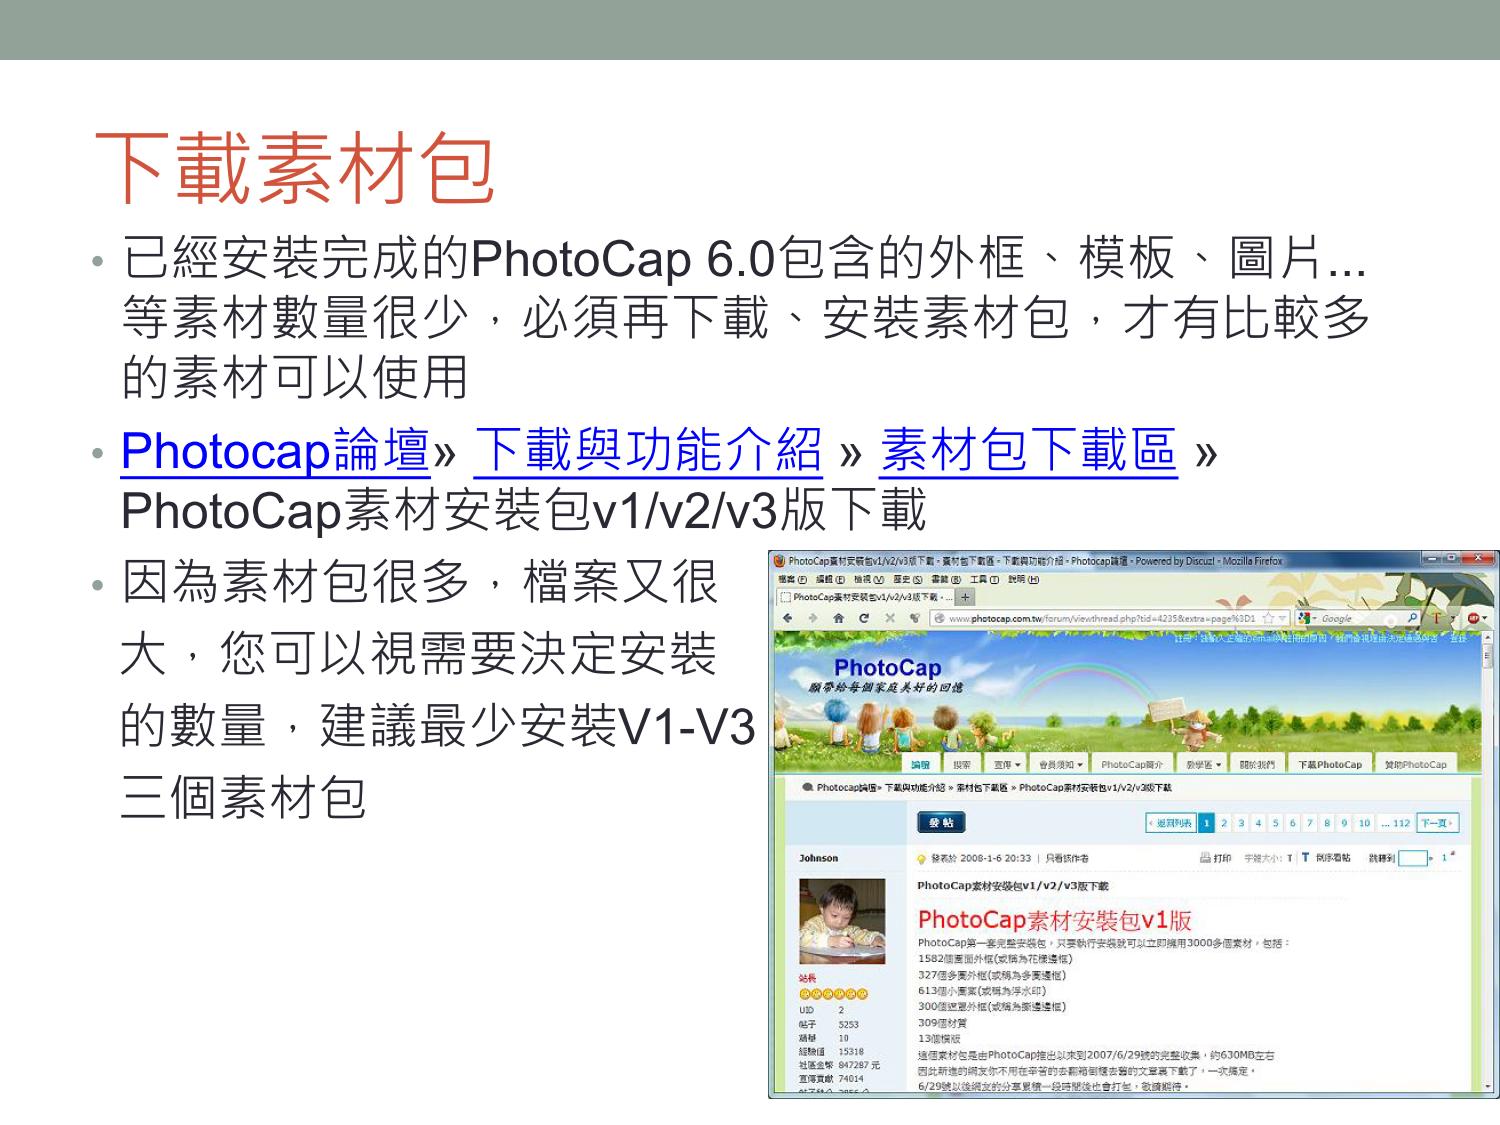 下載素材包
• 已經安裝完成的PhotoCap 6.0包含的外框、模板、圖片...
等素材數量很少，必須再下載、安裝素材包，才有比較多
的素材可以使用
• Photocap論壇» 下載與功能介紹 » 素材包下載區 »
PhotoCap素材安裝包v1/v2/v3版下載
• 因為素材包很多，檔案又很
大，您可以視需要決定安裝
的數量，建議最少安裝V1-V3
三個素材包
PhotoCap素材安裝包v1/v2/v3版下載 - 素材包下載區 - 下載與功能介紹 - Photocap論壇 - Powered by Discuz! - Mozilla Firefox
檔案(F) 編輯(E) 檢視(V) 歷史(S) 書籤(B) 工具(T) 說明(H)
PhotoCap素材安裝包v1/v2/v3版下載 - ...
www.photocap.com.tw/forum/viewthread.php?tid=4235&extra=page%3D1 Google
PhotoCap
願帶給每個家庭美好的回憶
論壇 搜索 宣傳 會員須知 PhotoCap簡介 教學區 關於我們 下載PhotoCap 贊助PhotoCap
Photocap論壇» 下載與功能介紹 » 素材包下載區 » PhotoCap素材安裝包v1/v2/v3版下載
發帖 ‹ 返回列表 1 2 3 4 5 6 7 8 9 10 ... 112 下一頁 ›
Johnson 發表於 2008-1-6 20:33 | 只看該作者 打印 字體大小: T T 倒序看帖 跳轉到 » 1#
PhotoCap素材安裝包v1/v2/v3版下載
PhotoCap素材安裝包v1版
PhotoCap第一套完整安裝包，只要執行安裝就可以立即擁用3000多個素材，包括：
1582個畫面外框(或稱為花樣邊框)
327個多圖外框(或稱為多圖邊框)
613個小圖案(或稱為浮水印)
300個遮罩外框(或稱為撕邊邊框)
309個材質
13個模版
這個素材包是由PhotoCap推出以來到2007/6/29號的完整收集，約630MB左右
因此新進的網友你不用在辛苦的去翻箱倒櫃去舊的文章裏下載了，一次搞定。
6/29號以後網友的分享累積一段時間後也會打包，敬請期待。
站長
UID 2
帖子 5253
精華 10
經驗值 15318
社區金幣 847287 元
宣傳貢獻 74014